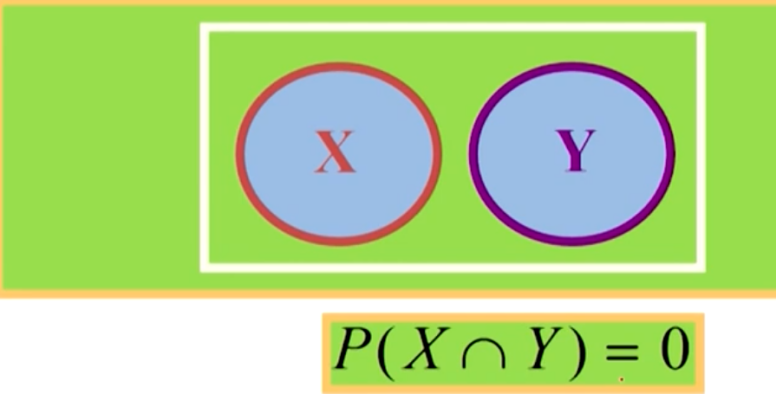 X Y
P(X ∩ Y) = 0